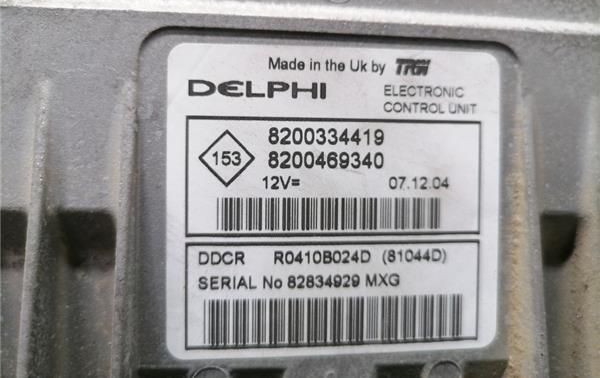 Made in the Uk by TRW
DELPHI
ELECTRONIC
CONTROL UNIT
153
8200334419
8200469340
12V=
07.12.04
DDCR R0410B024D (81044D)
SERIAL No 82834929 MXG